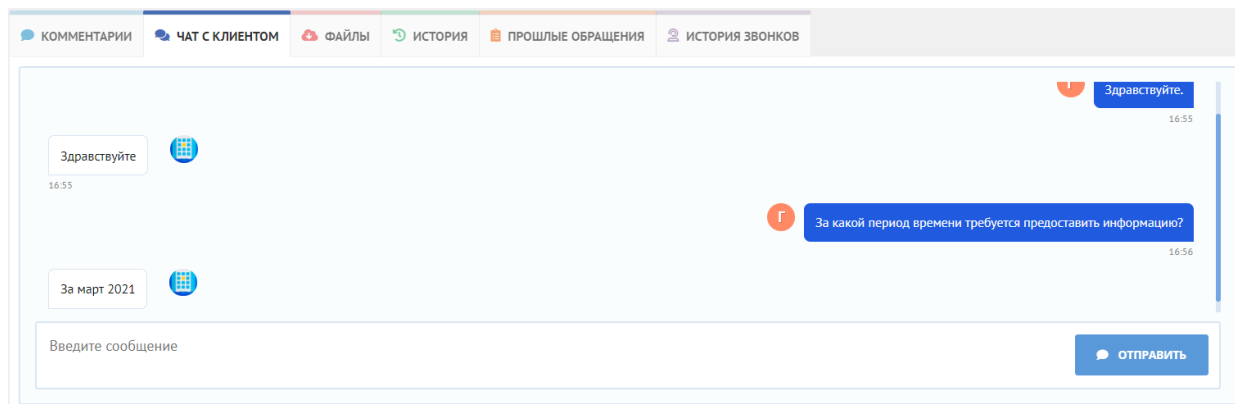 КОММЕНТАРИИ ЧАТ С КЛИЕНТОМ ФАЙЛЫ ИСТОРИЯ ПРОШЛЫЕ ОБРАЩЕНИЯ ИСТОРИЯ ЗВОНКОВ
Г Здравствуйте.
16:55
Здравствуйте
16:55
Г За какой период времени требуется предоставить информацию?
16:56
За март 2021
Введите сообщение
ОТПРАВИТЬ